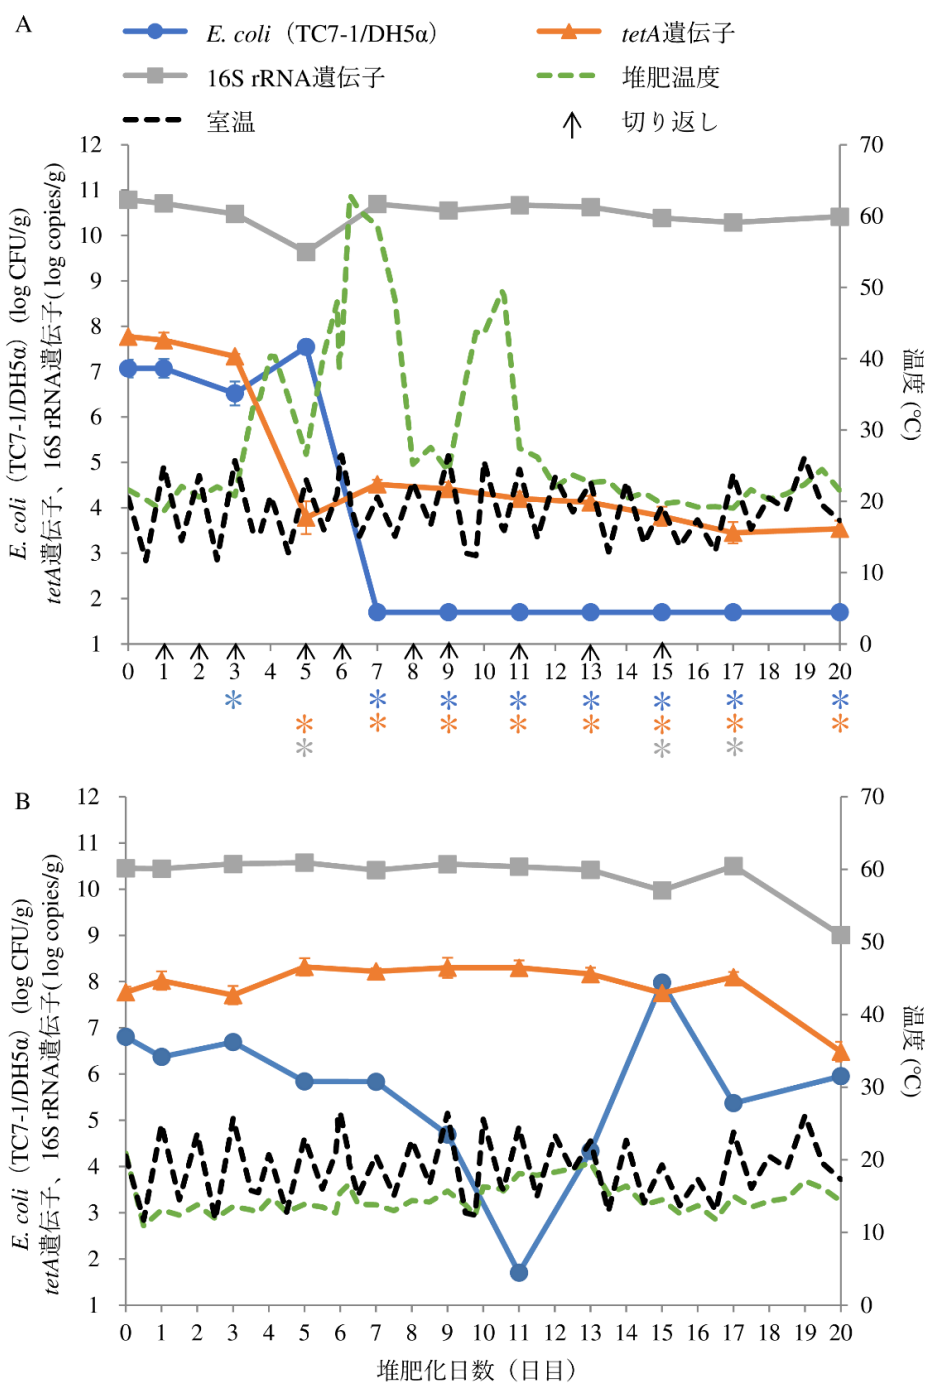 A
E. coli（TC7-1/DH5α）
tetA遺伝子
16S rRNA遺伝子
堆肥温度
室温
切り返し
E. coli（TC7-1/DH5α）(log CFU/g)
tetA遺伝子、16S rRNA遺伝子( log copies/g)
12
11
10
9
8
7
6
5
4
3
2
1
70
60
50
40
30
20
10
0
温度 (℃)
0 1 2 3 4 5 6 7 8 9 10 11 12 13 14 15 16 17 18 19 20
* * * * * * * *
* * * * * * * *
* * *
B
E. coli（TC7-1/DH5α）(log CFU/g)
tetA遺伝子、16S rRNA遺伝子( log copies/g)
12
11
10
9
8
7
6
5
4
3
2
1
70
60
50
40
30
20
10
0
温度 (℃)
0 1 2 3 4 5 6 7 8 9 10 11 12 13 14 15 16 17 18 19 20
堆肥化日数（日目）